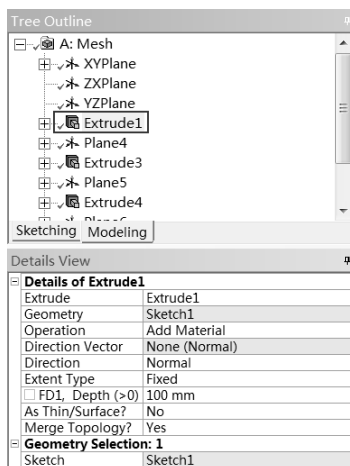 Tree Outline
A: Mesh
XYPlane
ZXPlane
YZPlane
Extrude1
Plane4
Extrude3
Plane5
Extrude4
Sketching Modeling
Details View
Details of Extrude1
Extrude Extrude1
Geometry Sketch1
Operation Add Material
Direction Vector None (Normal)
Direction Normal
Extent Type Fixed
FD1, Depth (>0) 100 mm
As Thin/Surface? No
Merge Topology? Yes
Geometry Selection: 1
Sketch Sketch1